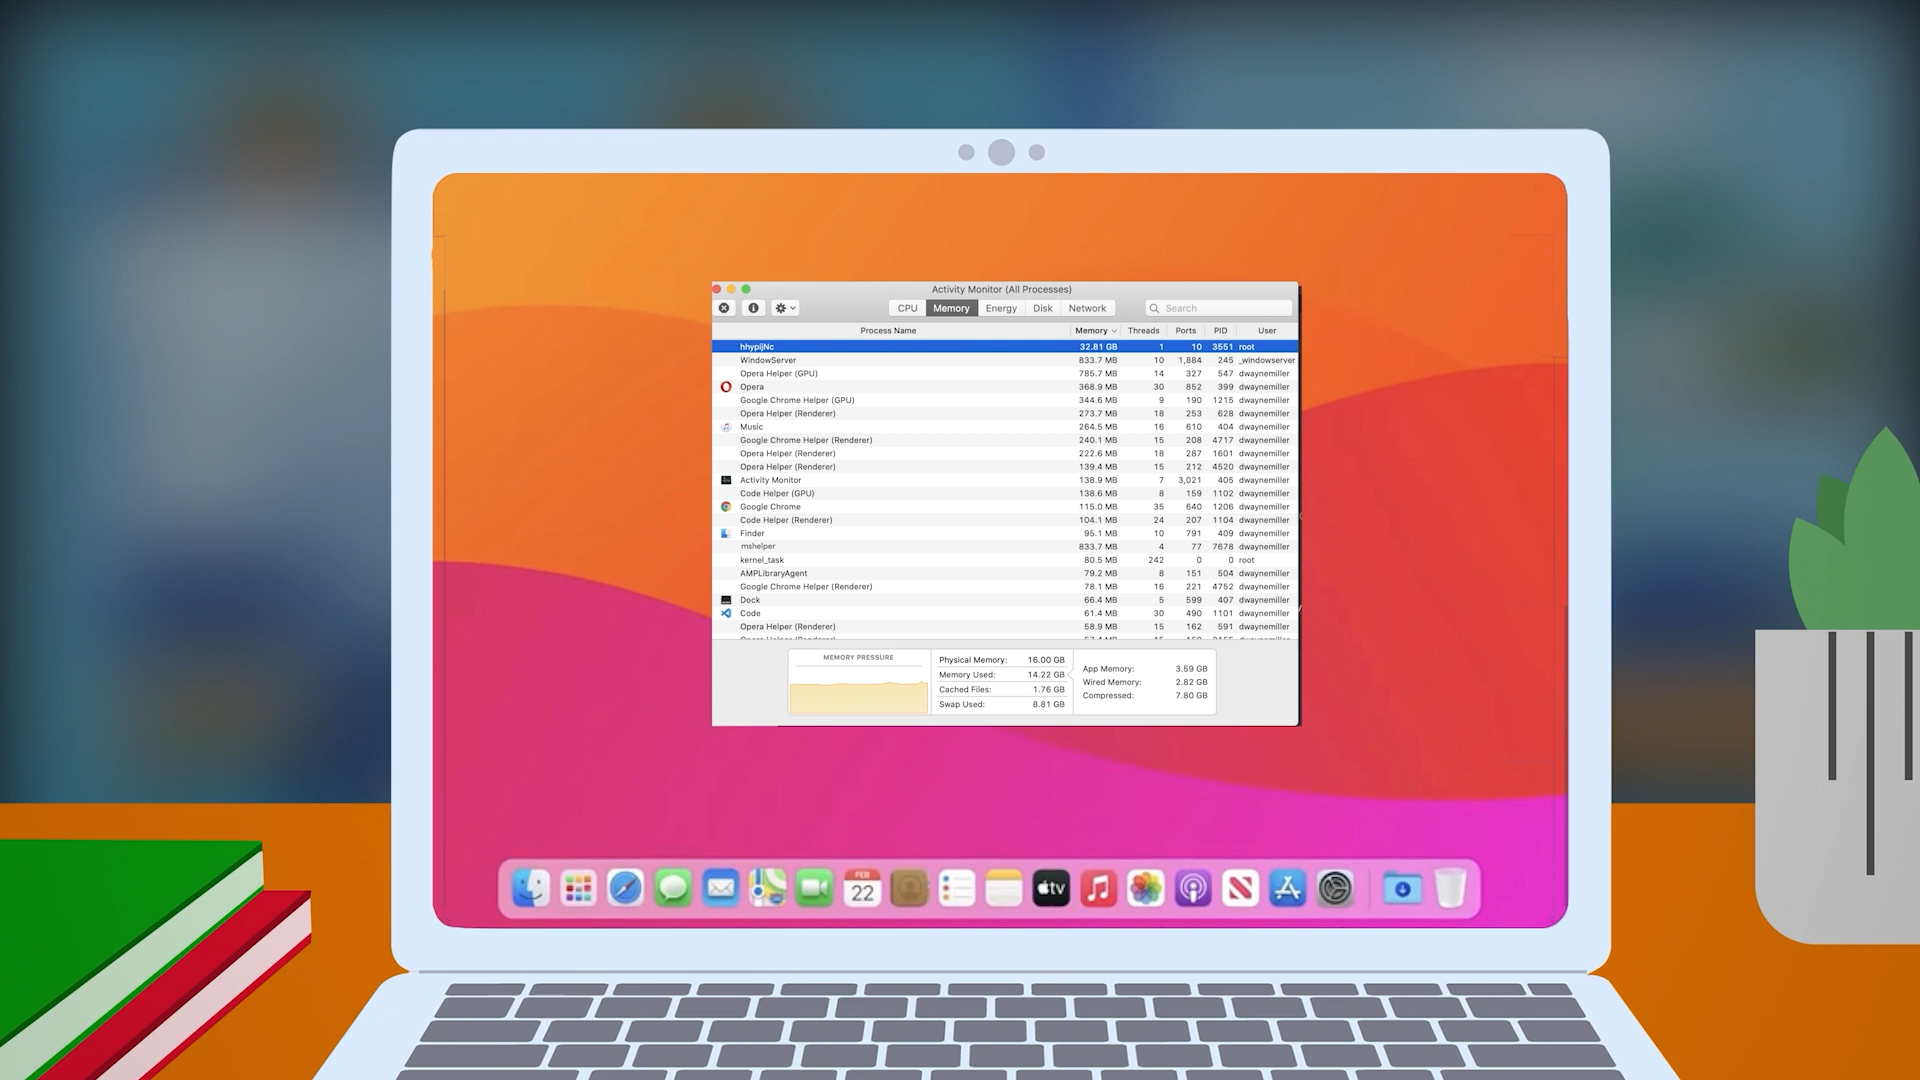 Activity Monitor (All Processes)
CPU Memory Energy Disk Network Search
Process Name Memory Threads Ports PID User
hhypijNc 32.81 GB 1 10 3551 root
WindowServer 833.7 MB 10 1,884 245 _windowserver
Opera Helper (GPU) 785.7 MB 14 327 547 dwaynemiller
Opera 368.9 MB 30 852 399 dwaynemiller
Google Chrome Helper (GPU) 344.6 MB 9 190 1215 dwaynemiller
Opera Helper (Renderer) 273.7 MB 18 253 628 dwaynemiller
Music 264.5 MB 16 610 404 dwaynemiller
Google Chrome Helper (Renderer) 240.1 MB 15 208 4717 dwaynemiller
Opera Helper (Renderer) 222.6 MB 18 287 1601 dwaynemiller
Opera Helper (Renderer) 139.4 MB 15 212 4520 dwaynemiller
Activity Monitor 138.9 MB 7 3,021 405 dwaynemiller
Code Helper (GPU) 138.6 MB 8 159 1102 dwaynemiller
Google Chrome 115.0 MB 35 640 1206 dwaynemiller
Code Helper (Renderer) 104.1 MB 24 207 1104 dwaynemiller
Finder 95.1 MB 10 791 409 dwaynemiller
mshelper 833.7 MB 4 77 7678 dwaynemiller
kernel_task 80.5 MB 242 0 0 root
AMPLibraryAgent 79.2 MB 8 151 504 dwaynemiller
Google Chrome Helper (Renderer) 78.1 MB 16 221 4752 dwaynemiller
Dock 66.4 MB 5 599 407 dwaynemiller
Code 61.4 MB 30 490 1101 dwaynemiller
Opera Helper (Renderer) 58.9 MB 15 162 591 dwaynemiller
MEMORY PRESSURE
Physical Memory: 16.00 GB
Memory Used: 14.22 GB
Cached Files: 1.76 GB
Swap Used: 8.81 GB
App Memory: 3.59 GB
Wired Memory: 2.82 GB
Compressed: 7.80 GB
FEB
22
tv